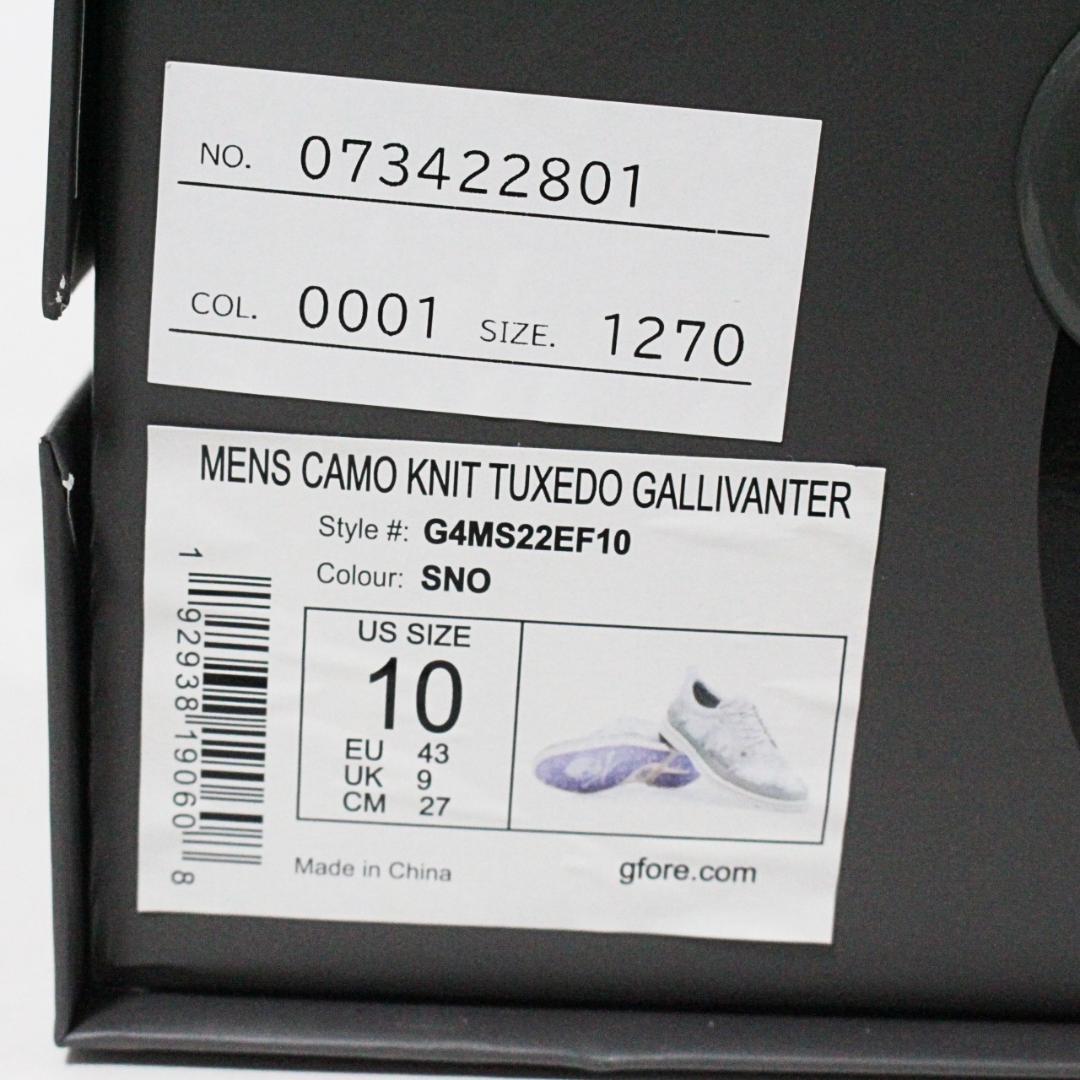 NO. 073422801
COL. 0001 SIZE. 1270
MENS CAMO KNIT TUXEDO GALLIVANTER
Style #: G4MS22EF10
Colour: SNO
1 92938 19060 8
US SIZE
10
EU 43
UK 9
CM 27
Made in China
gfore.com